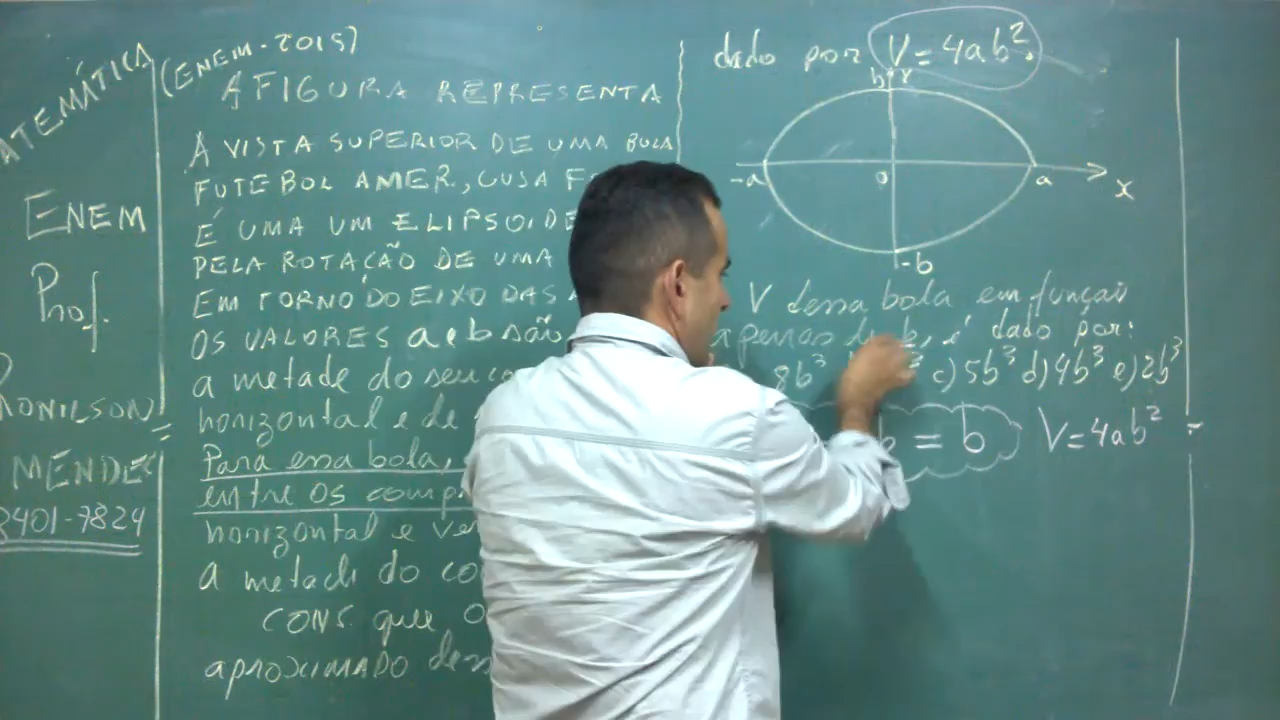 MATEMÁTICA
ENEM
Prof.
RONILSON
MENDES
8401-7824
(ENEM-2015)
A FIGURA REPRESENTA
A VISTA SUPERIOR DE UMA BOLA
FUTEBOL AMER., CUSA
É UMA UM ELIPSOIDE
PELA ROTAÇÃO DE UMA
EM TORNO DO EIXO DAS
OS VALORES a e b SÃO
a metade do seu
horizontal e de
Para essa bola,
entre os comp
horizontal e ve
a metade do co
CONS. que o
aproximado dess
dado por V=4ab²
b y
-a o a x
-b
V dessa bola em função
apenas de b, é dado por:
8b³ c) 5b³ d) 4b³ e) 2b³
= b V=4ab²